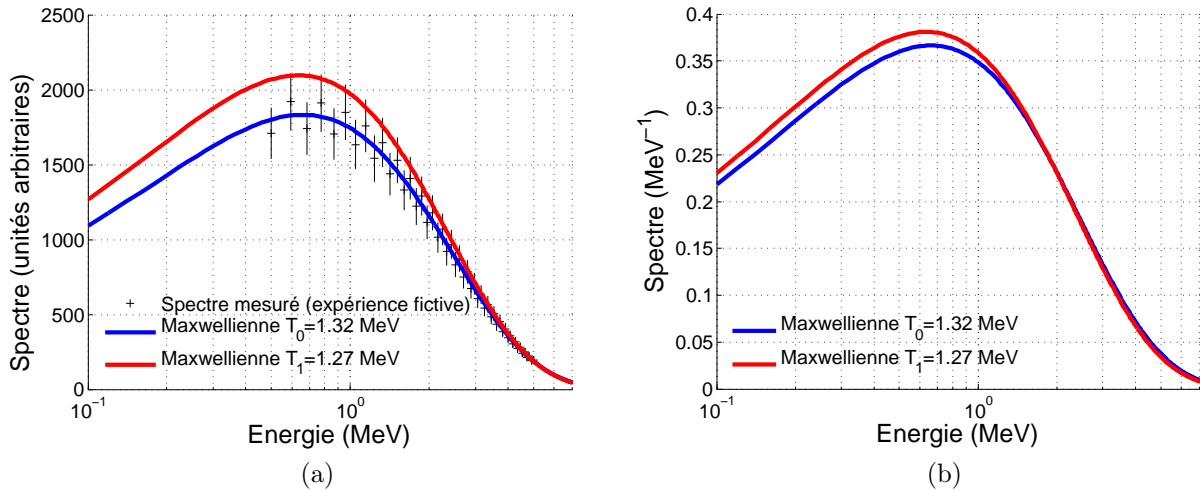 2500
2000
1500
1000
500
0
Spectre (unités arbitraires)
Spectre mesuré (expérience fictive)
Maxwellienne T₀=1.32 MeV
Maxwellienne T₁=1.27 MeV
10⁻¹
10⁰
Energie (MeV)
(a)
0.4
0.35
0.3
0.25
0.2
0.15
0.1
0.05
0
Spectre (MeV⁻¹)
Maxwellienne T₀=1.32 MeV
Maxwellienne T₁=1.27 MeV
10⁻¹
10⁰
Energie (MeV)
(b)